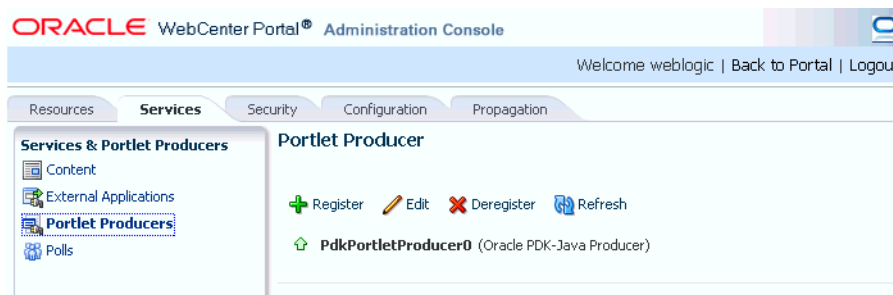 ORACLE WebCenter Portal® Administration Console
Welcome weblogic | Back to Portal | Logou
Resources Services Security Configuration Propagation
Services & Portlet Producers
Content
External Applications
Portlet Producers
Polls
Portlet Producer
Register Edit Deregister Refresh
PdkPortletProducer0 (Oracle PDK-Java Producer)